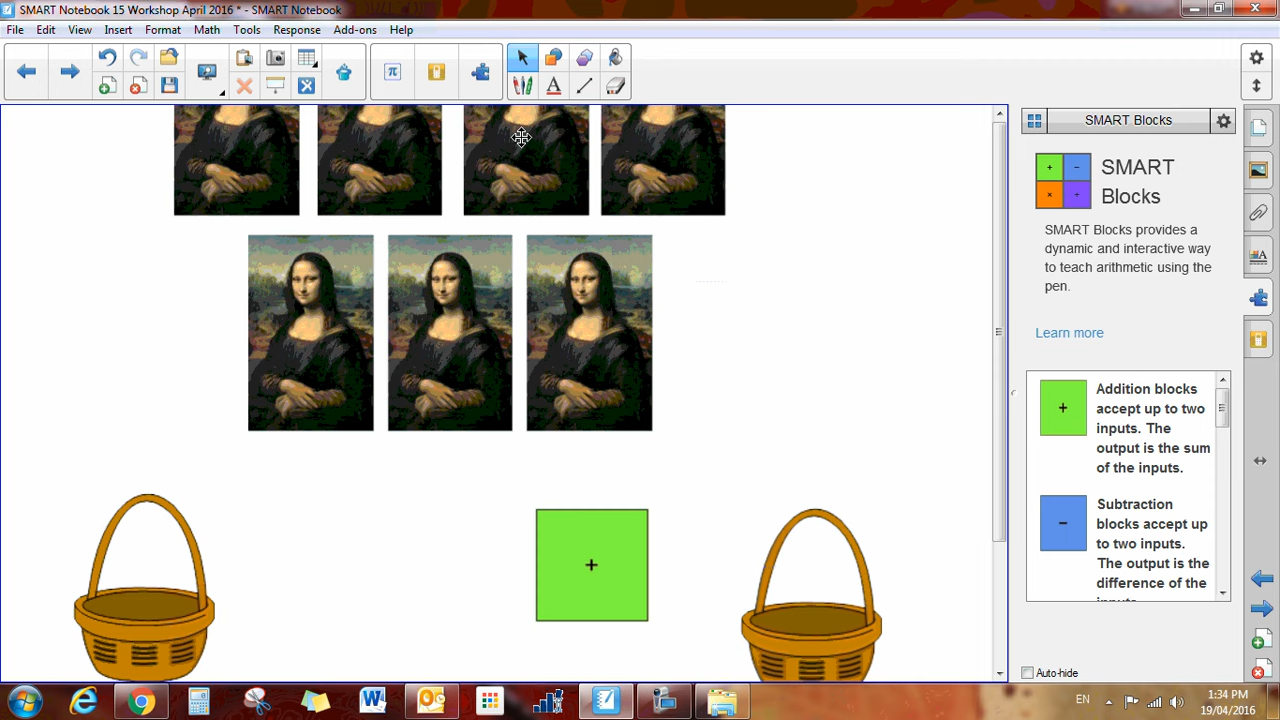 SMART Notebook 15 Workshop April 2016 * - SMART Notebook
File Edit View Insert Format Math Tools Response Add-ons Help
SMART Blocks
SMART
Blocks
SMART Blocks provides a
dynamic and interactive way
to teach arithmetic using the
pen.
Learn more
+
Addition blocks
accept up to two
inputs. The
output is the sum
of the inputs.
−
Subtraction
blocks accept up
to two inputs.
The output is the
difference of the
+
Auto-hide
EN
1:34 PM
19/04/2016